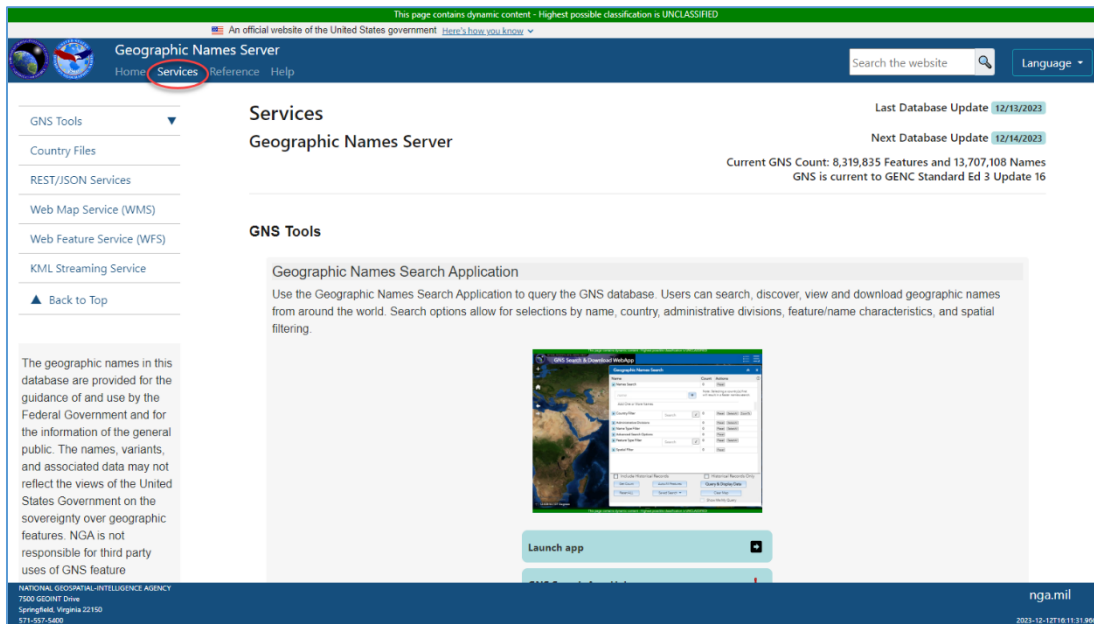 This page contains dynamic content - Highest possible classification is UNCLASSIFIED
An official website of the United States government Here's how you know
Geographic Names Server
Home Services Reference Help
Search the website
Language
GNS Tools
Country Files
REST/JSON Services
Web Map Service (WMS)
Web Feature Service (WFS)
KML Streaming Service
Back to Top
The geographic names in this
database are provided for the
guidance of and use by the
Federal Government and for
the information of the general
public. The names, variants,
and associated data may not
reflect the views of the United
States Government on the
sovereignty over geographic
features. NGA is not
responsible for third party
uses of GNS feature
Services
Geographic Names Server
Last Database Update 12/13/2023
Next Database Update 12/14/2023
Current GNS Count: 8,319,835 Features and 13,707,108 Names
GNS is current to GENC Standard Ed 3 Update 16
GNS Tools
Geographic Names Search Application
Use the Geographic Names Search Application to query the GNS database. Users can search, discover, view and download geographic names
from around the world. Search options allow for selections by name, country, administrative divisions, feature/name characteristics, and spatial
filtering.
GNS Search & Download WebApp
Geographic Names Search
Launch app
NATIONAL GEOSPATIAL-INTELLIGENCE AGENCY
7500 GEOINT Drive
Springfield, Virginia 22150
571-557-5400
nga.mil
2023-12-12T16:11:31.96